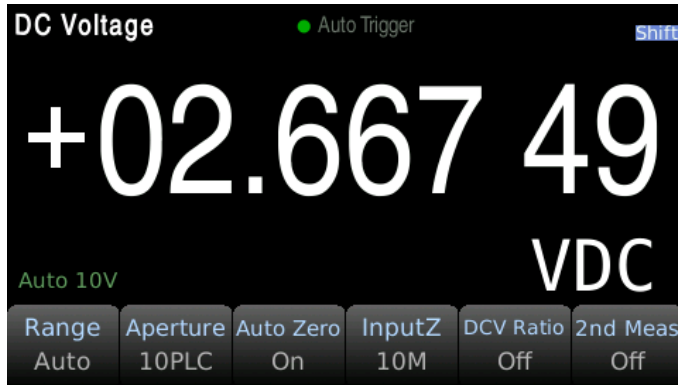 DC Voltage Auto Trigger Shift
+02.667 49
VDC
Auto 10V
Range Aperture Auto Zero InputZ DCV Ratio 2nd Meas
Auto 10PLC On 10M Off Off